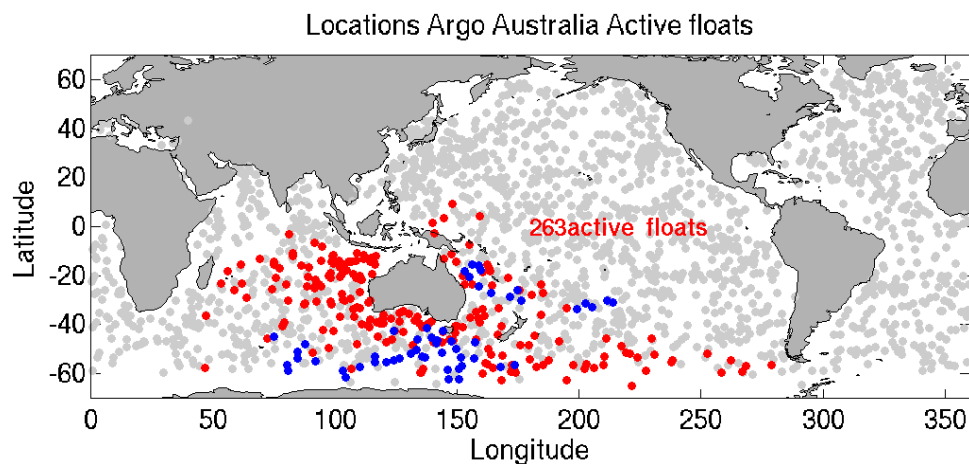 Locations Argo Australia Active floats
60
40
20
0
-20
-40
-60
Latitude
263active floats
0 50 100 150 200 250 300 350
Longitude